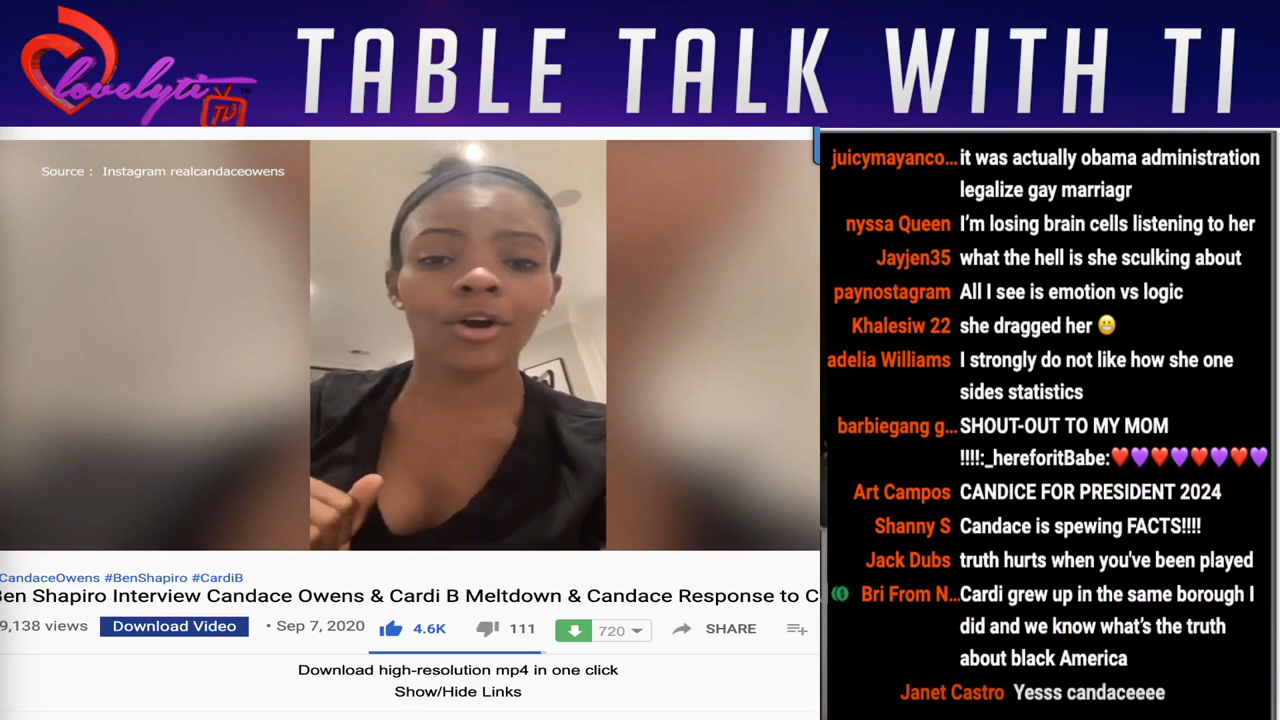 lovelyti TV™
TABLE TALK WITH TI
Source : Instagram realcandaceowens
CandaceOwens #BenShapiro #CardiB
Ben Shapiro Interview Candace Owens & Cardi B Meltdown & Candace Response to C
9,138 views
Download Video
• Sep 7, 2020
4.6K
111
720
SHARE
Download high-resolution mp4 in one click
Show/Hide Links
juicymayanco... it was actually obama administration
legalize gay marriagr
nyssa Queen I'm losing brain cells listening to her
Jayjen35 what the hell is she sculking about
paynostagram All I see is emotion vs logic
Khalesiw 22 she dragged her 😬
adelia Williams I strongly do not like how she one
sides statistics
barbiegang g... SHOUT-OUT TO MY MOM
!!!!:_hereforitBabe:❤️💜❤️💜❤️💜❤️💜
Art Campos CANDICE FOR PRESIDENT 2024
Shanny S Candace is spewing FACTS!!!!
Jack Dubs truth hurts when you've been played
Bri From N... Cardi grew up in the same borough I
did and we know what's the truth
about black America
Janet Castro Yesss candaceeee